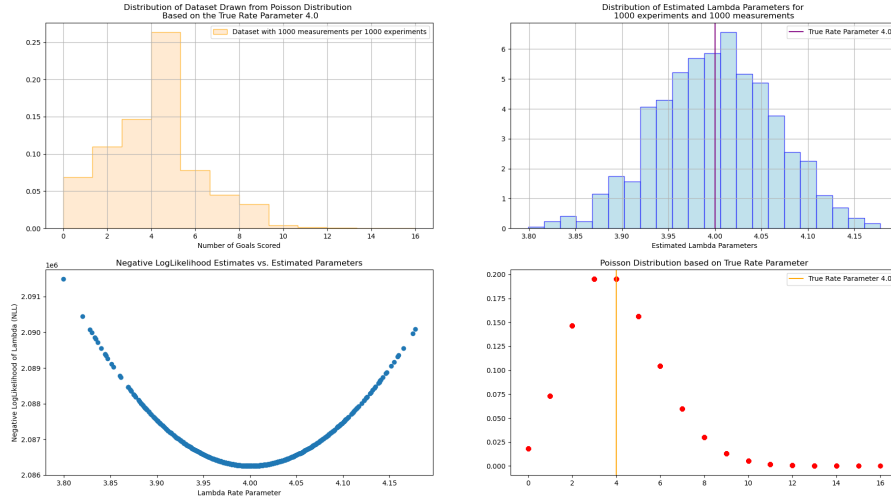 Distribution of Dataset Drawn from Poisson Distribution
Based on the True Rate Parameter 4.0
Dataset with 1000 measurements per 1000 experiments
0.25
0.20
0.15
0.10
0.05
0.00
0 2 4 6 8 10 12 14 16
Number of Goals Scored
Distribution of Estimated Lambda Parameters for
1000 experiments and 1000 measurements
True Rate Parameter 4.0
6
5
4
3
2
1
0
3.80 3.85 3.90 3.95 4.00 4.05 4.10 4.15
Estimated Lambda Parameters
1e6
Negative LogLikelihood Estimates vs. Estimated Parameters
Negative LogLikelihood of Lambda (NLL)
2.091
2.090
2.089
2.088
2.087
2.086
3.80 3.85 3.90 3.95 4.00 4.05 4.10 4.15
Lambda Rate Parameter
Poisson Distribution based on True Rate Parameter
True Rate Parameter 4.0
0.200
0.175
0.150
0.125
0.100
0.075
0.050
0.025
0.000
0 2 4 6 8 10 12 14 16